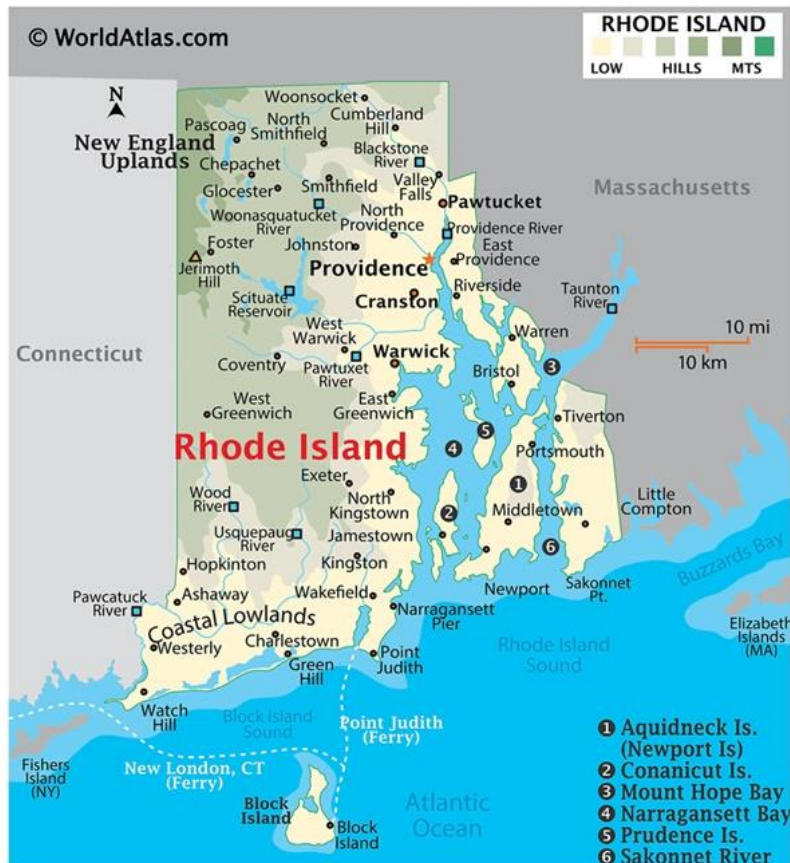 © WorldAtlas.com
RHODE ISLAND
LOW HILLS MTS
N
New England
Uplands
Woonsocket
Cumberland
Hill
Pascoag
North
Smithfield
Blackstone
River
Chepachet
Glocester
Smithfield
Valley
Falls
Massachusetts
Woonasquatucket
River
North
Providence
Pawtucket
Providence River
East
Providence
Foster
Johnston
Jerimoth
Hill
Providence
Scituate
Reservoir
Cranston
Riverside
Taunton
River
10 mi
10 km
Connecticut
West
Warwick
Warren
Coventry
Pawtuxet
River
Warwick
Bristol
3
West
Greenwich
East
Greenwich
Tiverton
5
4
Portsmouth
Rhode Island
Exeter
1
Wood
River
North
Kingstown
2
Middletown
Little
Compton
Usquepaug
River
Jamestown
6
Hopkinton
Kingston
Newport
Sakonnet
Pt.
Buzzards Bay
Pawcatuck
River
Ashaway
Wakefield
Narragansett
Pier
Elizabeth
Islands
(MA)
Coastal Lowlands
Westerly
Charlestown
Green
Hill
Point
Judith
Rhode Island
Sound
Watch
Hill
Block Island
Sound
Point Judith
(Ferry)
Fishers
Island
(NY)
New London, CT
(Ferry)
Block
Island
Block
Island
Atlantic
Ocean
1 Aquidneck Is.
(Newport Is)
2 Conanicut Is.
3 Mount Hope Bay
4 Narragansett Bay
5 Prudence Is.
6 Sakonnet River